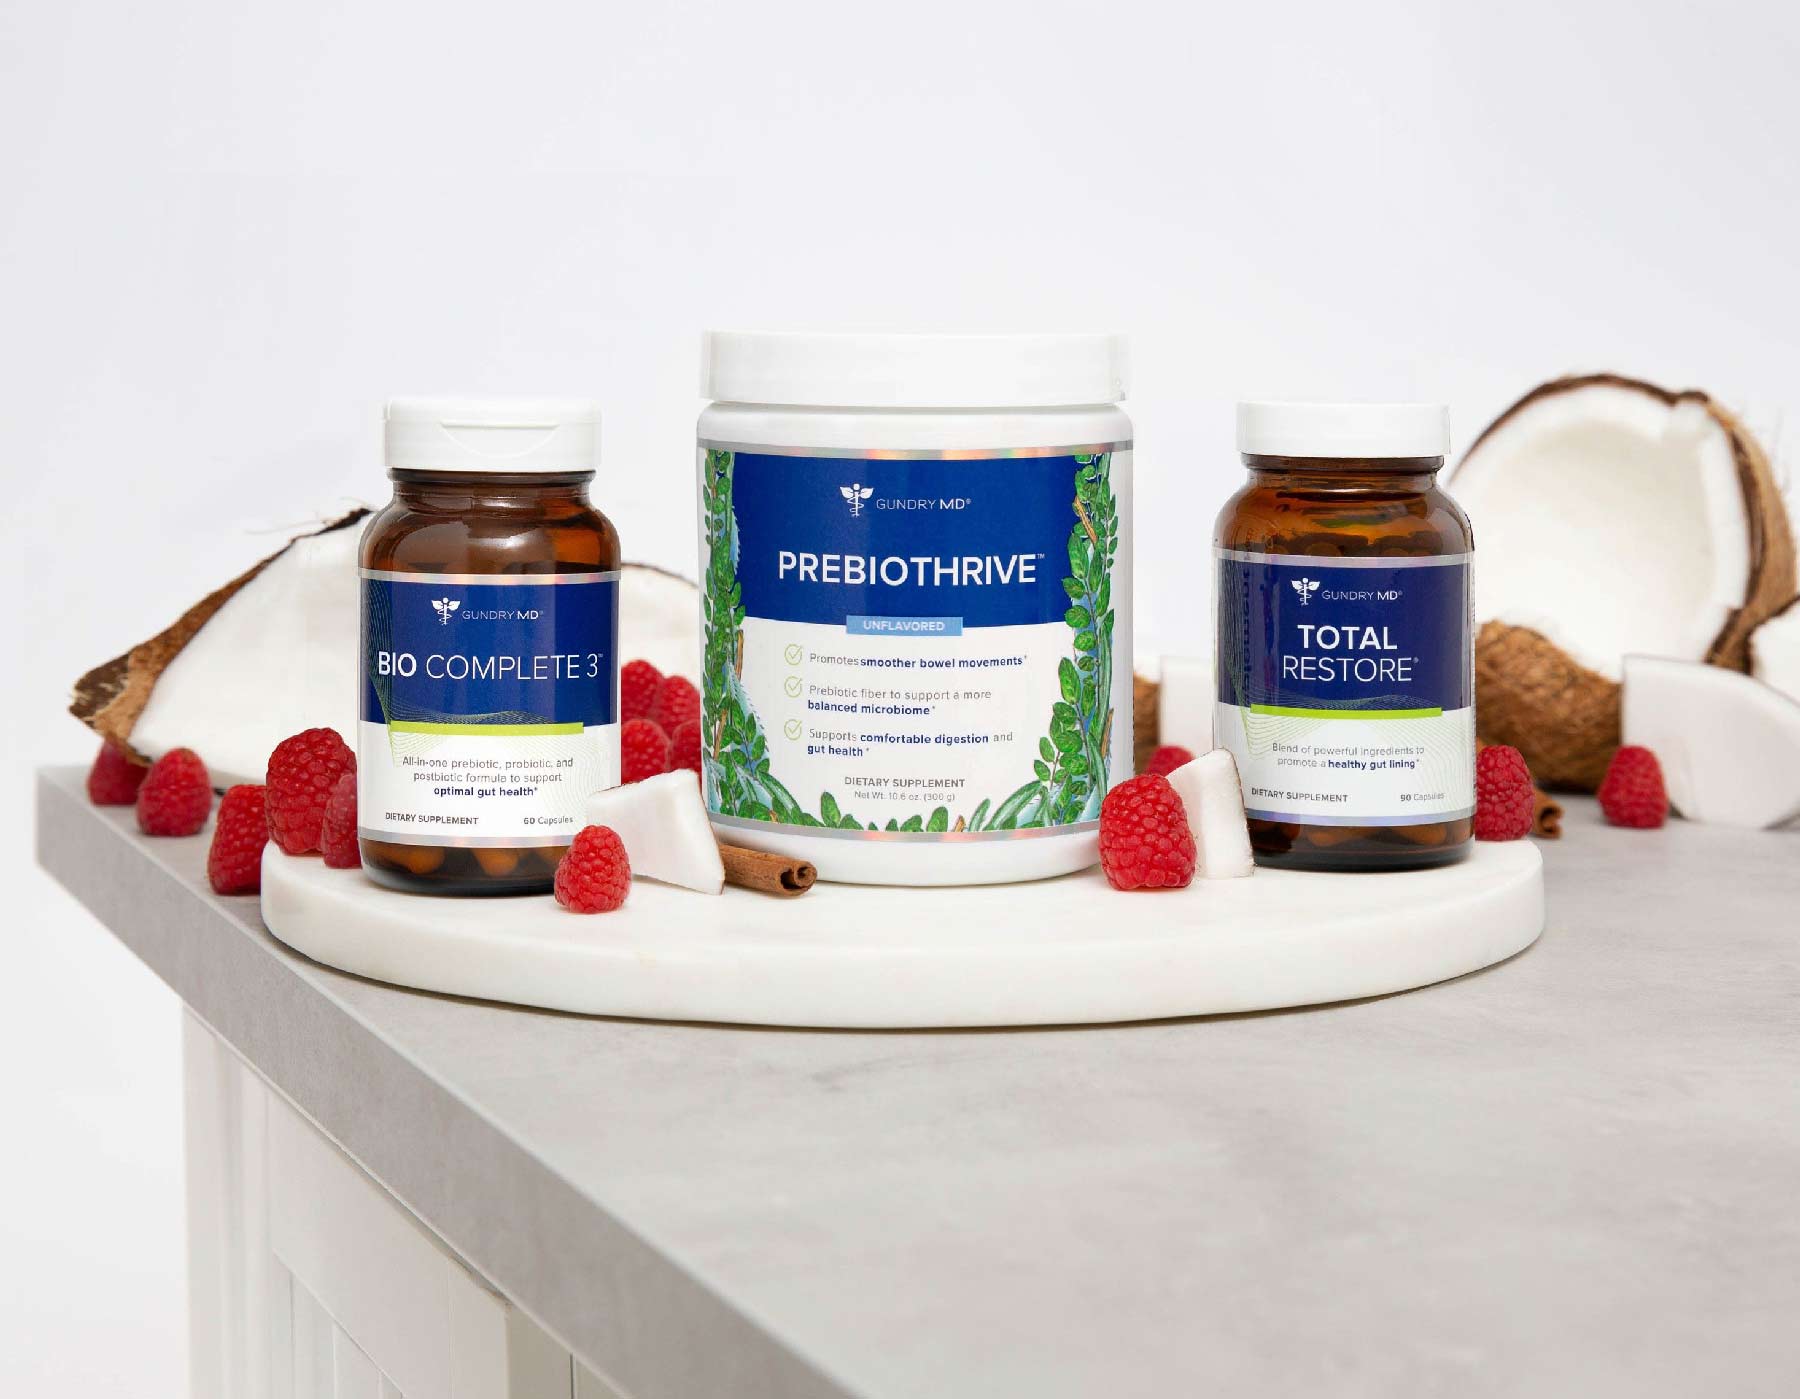 GUNDRY MD®
BIO COMPLETE 3™
All-in-one prebiotic, probiotic, and
postbiotic formula to support
optimal gut health*
DIETARY SUPPLEMENT 60 Capsules
GUNDRY MD®
PREBIOTHRIVE™
UNFLAVORED
Promotes smoother bowel movements*
Prebiotic fiber to support a more
balanced microbiome*
Supports comfortable digestion and
gut health*
DIETARY SUPPLEMENT
Net Wt. 10.6 oz. (300 g)
GUNDRY MD®
TOTAL
RESTORE®
Blend of powerful ingredients to
promote a healthy gut lining*
DIETARY SUPPLEMENT 90 Capsules